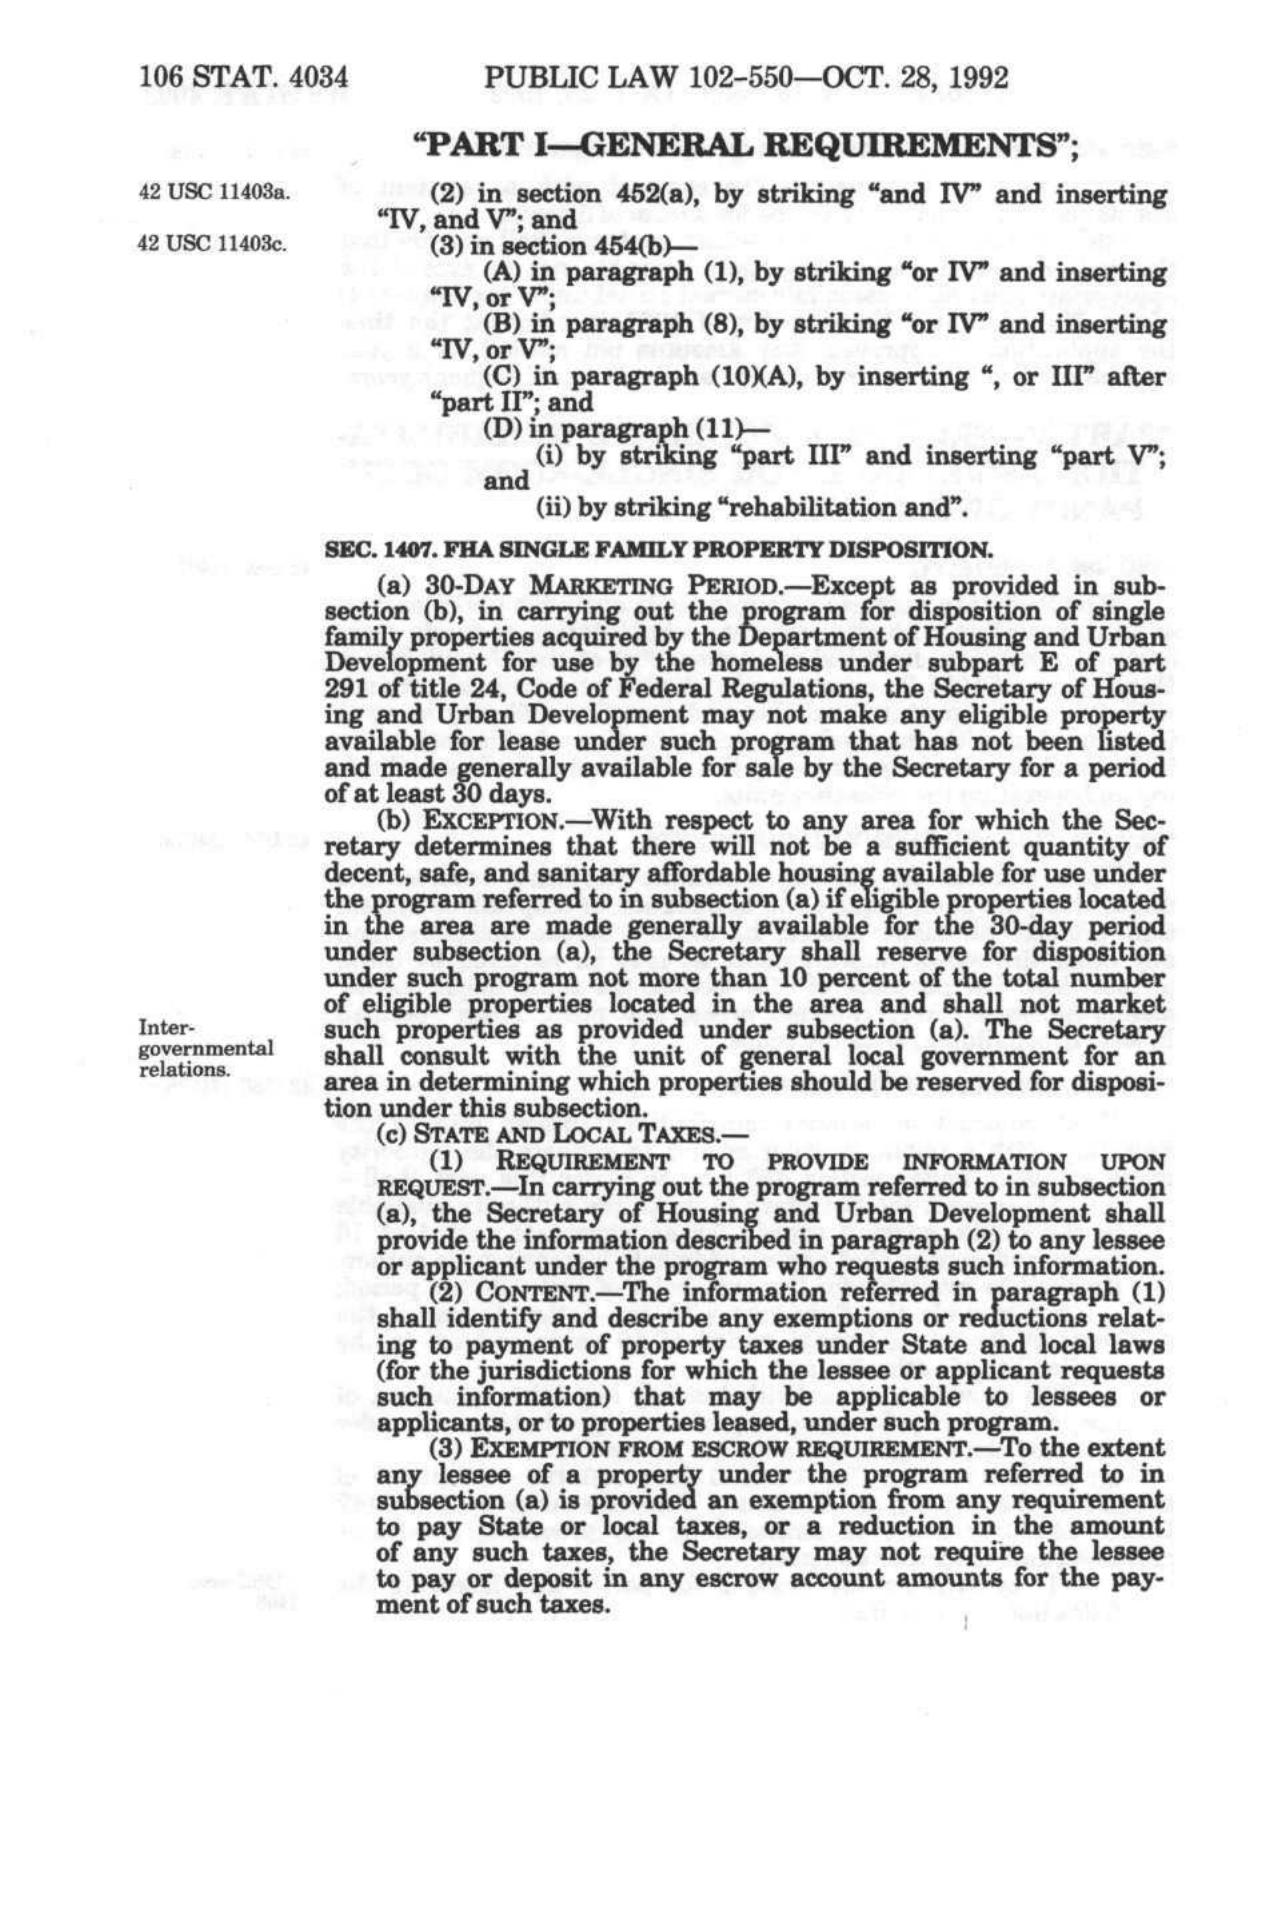 106 STAT. 4034 PUBLIC LAW 102-550—OCT. 28, 1992
"PART I—GENERAL REQUIREMENTS";
42 USC 11403a.
(2) in section 452(a), by striking "and IV" and inserting
"IV, and V"; and
42 USC 11403c.
(3) in section 454(b)—
(A) in paragraph (1), by striking "or IV" and inserting
"IV, or V";
(B) in paragraph (8), by striking "or IV" and inserting
"IV, or V";
(C) in paragraph (10)(A), by inserting ", or III" after
"part II"; and
(D) in paragraph (11)—
(i) by striking "part III" and inserting "part V";
and
(ii) by striking "rehabilitation and".
SEC. 1407. FHA SINGLE FAMILY PROPERTY DISPOSITION.
(a) 30-DAY MARKETING PERIOD.—Except as provided in sub-
section (b), in carrying out the program for disposition of single
family properties acquired by the Department of Housing and Urban
Development for use by the homeless under subpart E of part
291 of title 24, Code of Federal Regulations, the Secretary of Hous-
ing and Urban Development may not make any eligible property
available for lease under such program that has not been listed
and made generally available for sale by the Secretary for a period
of at least 30 days.
(b) EXCEPTION.—With respect to any area for which the Sec-
retary determines that there will not be a sufficient quantity of
decent, safe, and sanitary affordable housing available for use under
the program referred to in subsection (a) if eligible properties located
in the area are made generally available for the 30-day period
under subsection (a), the Secretary shall reserve for disposition
under such program not more than 10 percent of the total number
of eligible properties located in the area and shall not market
such properties as provided under subsection (a). The Secretary
shall consult with the unit of general local government for an
area in determining which properties should be reserved for disposi-
tion under this subsection.
Inter-
governmental
relations.
(c) STATE AND LOCAL TAXES.—
(1) REQUIREMENT TO PROVIDE INFORMATION UPON
REQUEST.—In carrying out the program referred to in subsection
(a), the Secretary of Housing and Urban Development shall
provide the information described in paragraph (2) to any lessee
or applicant under the program who requests such information.
(2) CONTENT.—The information referred in paragraph (1)
shall identify and describe any exemptions or reductions relat-
ing to payment of property taxes under State and local laws
(for the jurisdictions for which the lessee or applicant requests
such information) that may be applicable to lessees or
applicants, or to properties leased, under such program.
(3) EXEMPTION FROM ESCROW REQUIREMENT.—To the extent
any lessee of a property under the program referred to in
subsection (a) is provided an exemption from any requirement
to pay State or local taxes, or a reduction in the amount
of any such taxes, the Secretary may not require the lessee
to pay or deposit in any escrow account amounts for the pay-
ment of such taxes.